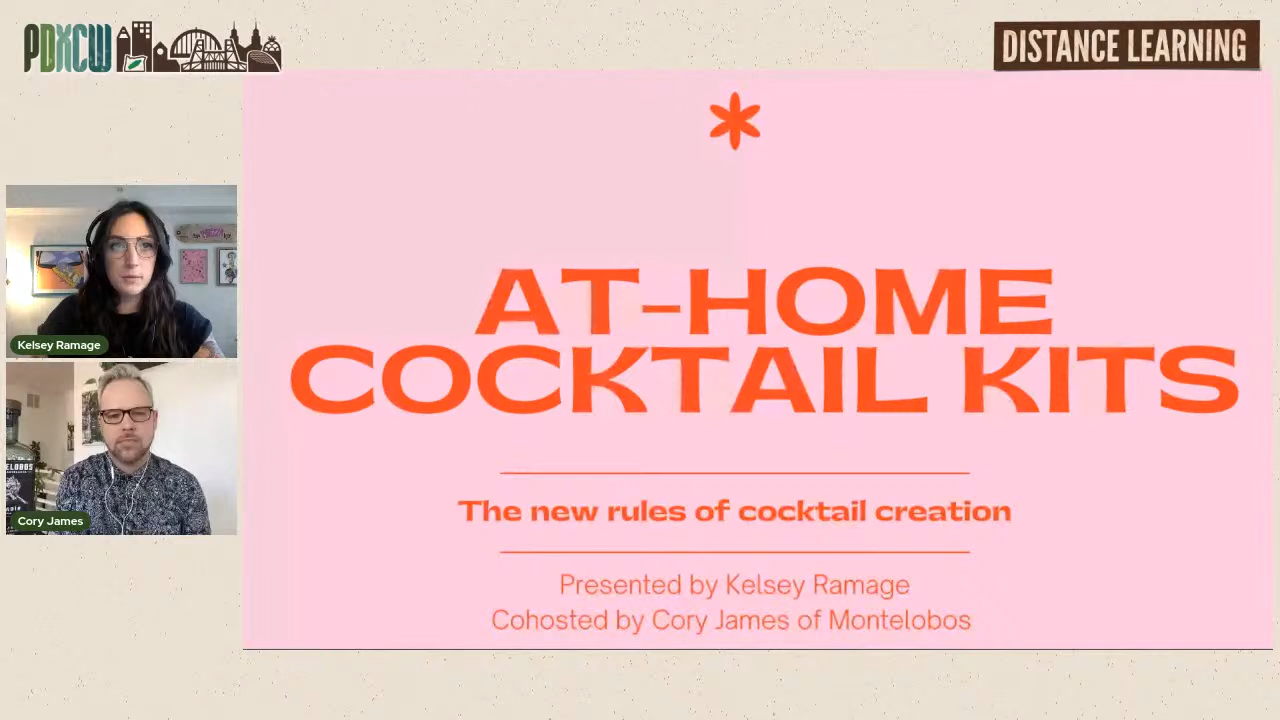 PDXCW
DISTANCE LEARNING
AT-HOME
COCKTAIL KITS
The new rules of cocktail creation
Presented by Kelsey Ramage
Cohosted by Cory James of Montelobos
Kelsey Ramage
ELOBOS
Cory James